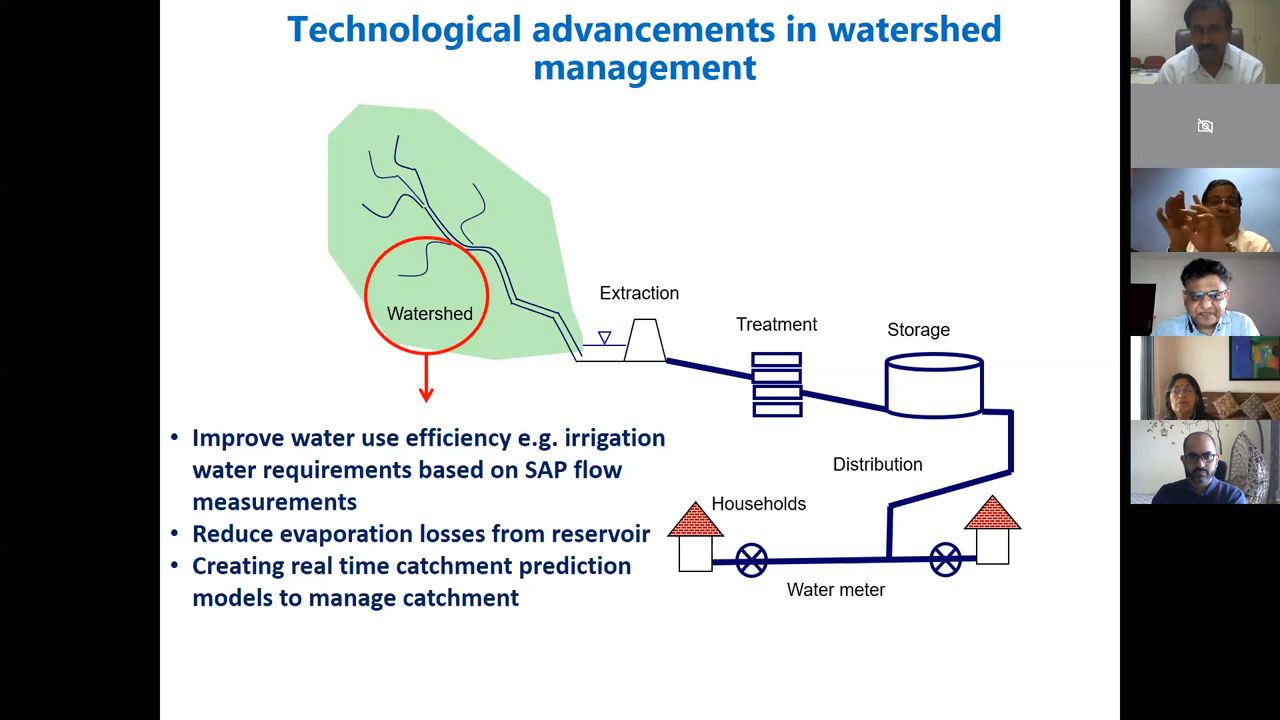 Technological advancements in watershed
management
Extraction
Watershed
Treatment
Storage
• Improve water use efficiency e.g. irrigation
water requirements based on SAP flow
measurements
• Reduce evaporation losses from reservoir
• Creating real time catchment prediction
models to manage catchment
Distribution
Households
Water meter